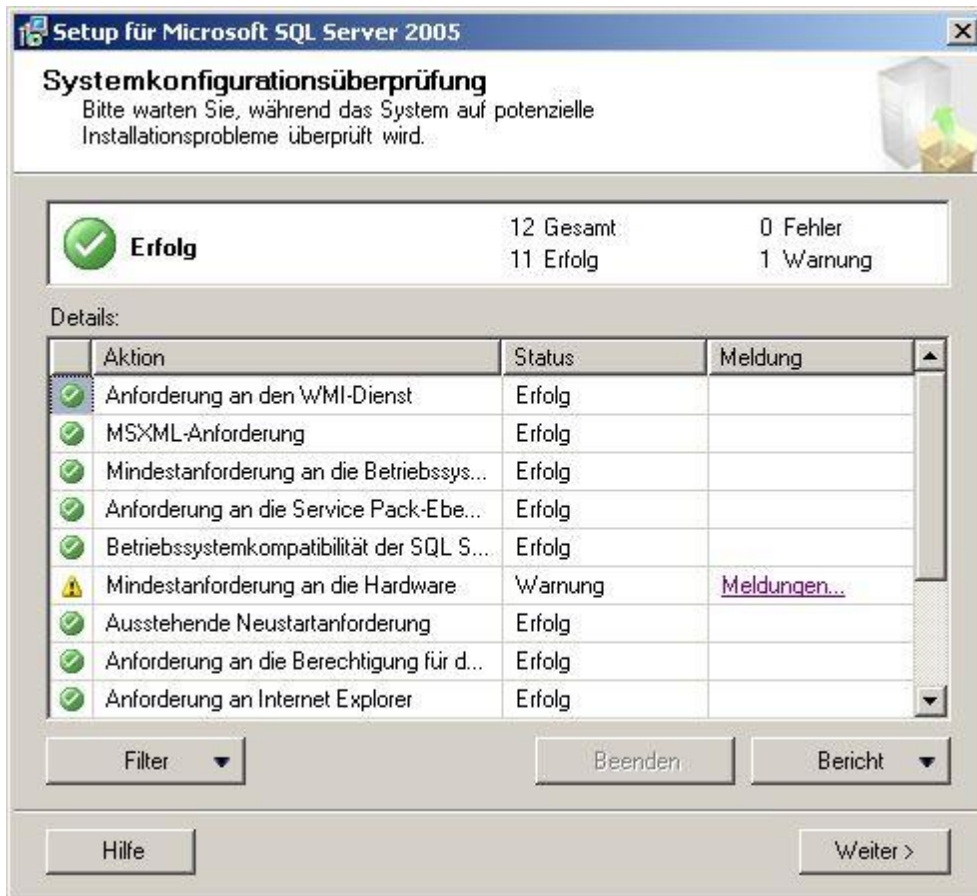 Setup für Microsoft SQL Server 2005
Systemkonfigurationsüberprüfung
Bitte warten Sie, während das System auf potenzielle
Installationsprobleme überprüft wird.
Erfolg 12 Gesamt 0 Fehler
11 Erfolg 1 Warnung
Details:
Aktion Status Meldung
Anforderung an den WMI-Dienst Erfolg
MSXML-Anforderung Erfolg
Mindestanforderung an die Betriebssys... Erfolg
Anforderung an die Service Pack-Ebe... Erfolg
Betriebssystemkompatibilität der SQL S... Erfolg
Mindestanforderung an die Hardware Warnung Meldungen...
Ausstehende Neustartanforderung Erfolg
Anforderung an die Berechtigung für d... Erfolg
Anforderung an Internet Explorer Erfolg
Filter Beenden Bericht
Hilfe Weiter >